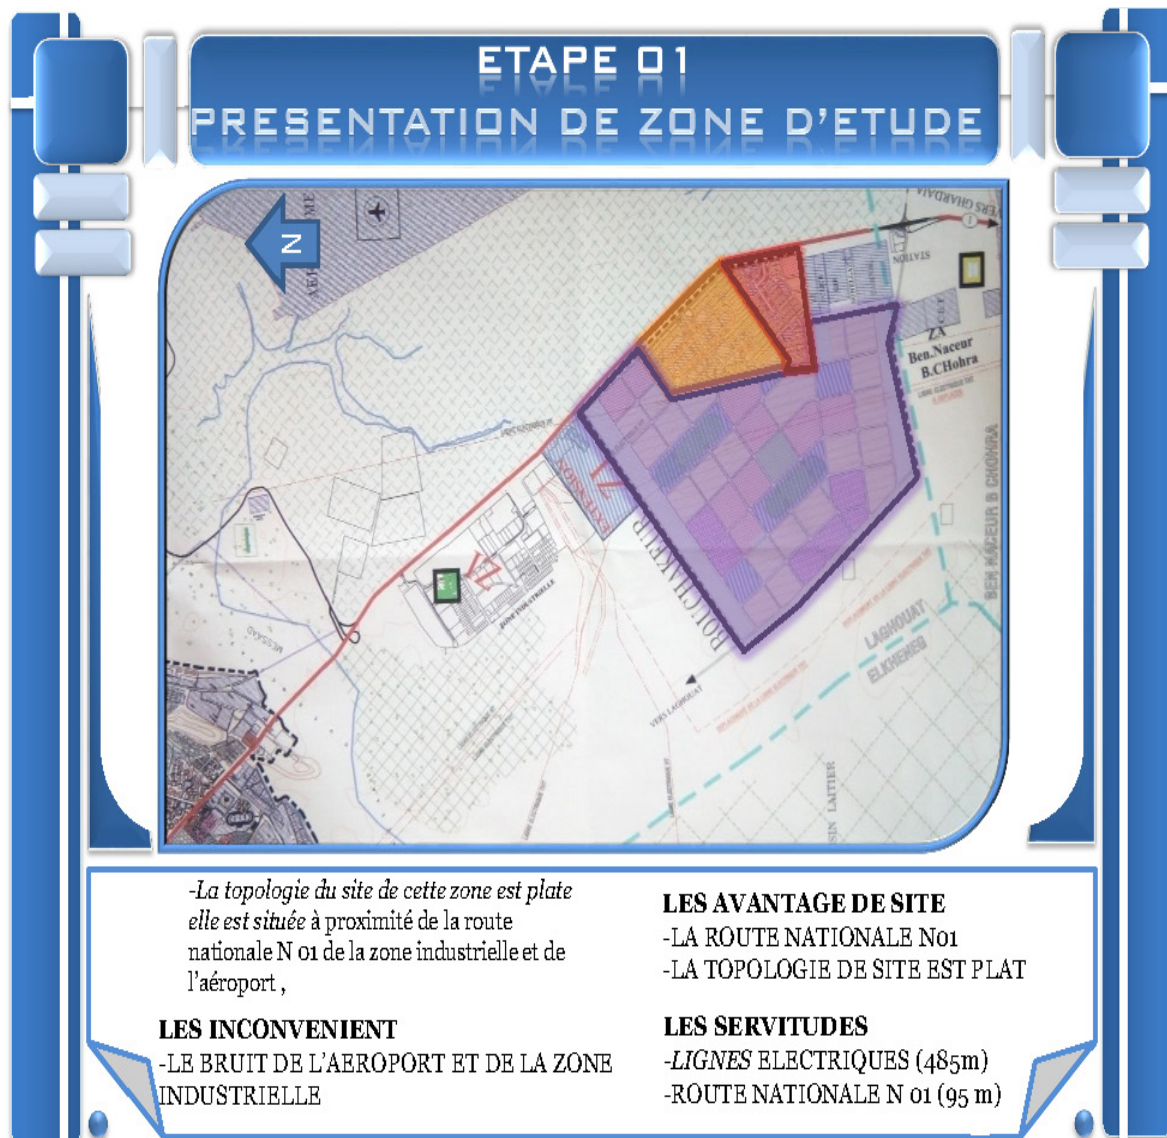 ETAPE 01
PRESENTATION DE ZONE D'ETUDE
N
VERS GHARDAIA
1
STATION
ZA
Ben.Naceur
B.CHohra
BEN NACEUR B CHOHRA
EXTENSION
ZI
ZI
ZONE INDUSTRIELLE
BOUCHAKEUR
MESSAAD
VERS LAGHOUAT
LAGHOUAT
ELKHENEG
LAITIER
-La topologie du site de cette zone est plate
elle est située à proximité de la route
nationale N 01 de la zone industrielle et de
l'aéroport ,
LES INCONVENIENT
-LE BRUIT DE L'AEROPORT ET DE LA ZONE
INDUSTRIELLE
LES AVANTAGE DE SITE
-LA ROUTE NATIONALE N01
-LA TOPOLOGIE DE SITE EST PLAT
LES SERVITUDES
-LIGNES ELECTRIQUES (485m)
-ROUTE NATIONALE N 01 (95 m)